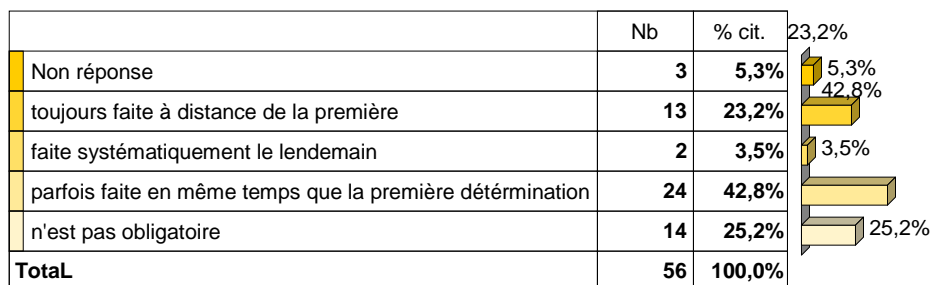 Nb % cit. 23,2%
Non réponse 3 5,3% 5,3%
42,8%
toujours faite à distance de la première 13 23,2%
faite systématiquement le lendemain 2 3,5% 3,5%
parfois faite en même temps que la première détérmination 24 42,8%
n'est pas obligatoire 14 25,2% 25,2%
TotaL 56 100,0%